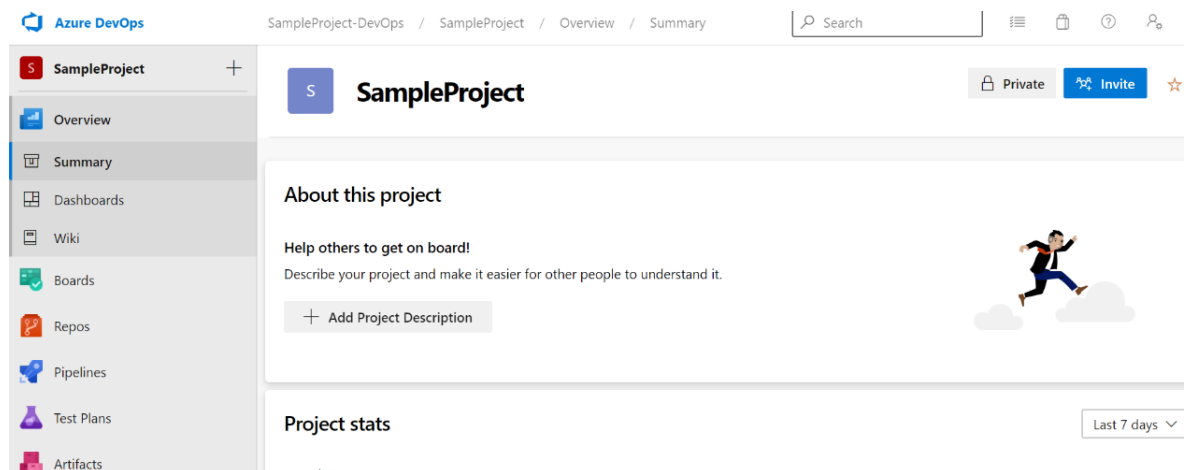 Azure DevOps
SampleProject-DevOps / SampleProject / Overview / Summary
Search
S SampleProject
Overview
Summary
Dashboards
Wiki
Boards
Repos
Pipelines
Test Plans
Artifacts
S SampleProject
Private
Invite
About this project
Help others to get on board!
Describe your project and make it easier for other people to understand it.
Add Project Description
Project stats
Last 7 days